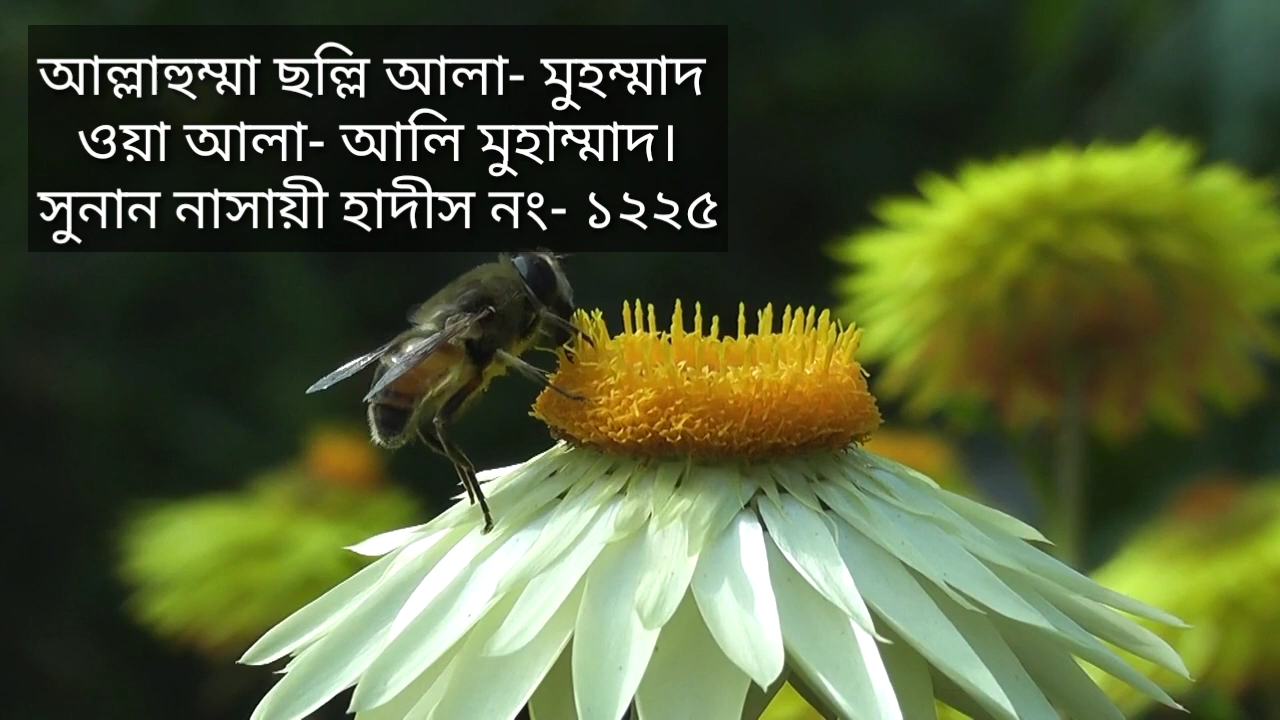 আল্লাহুম্মা ছল্লি আলা- মুহম্মাদ
ওয়া আলা- আলি মুহাম্মাদ।
সুনান নাসায়ী হাদীস নং- ১২২৫